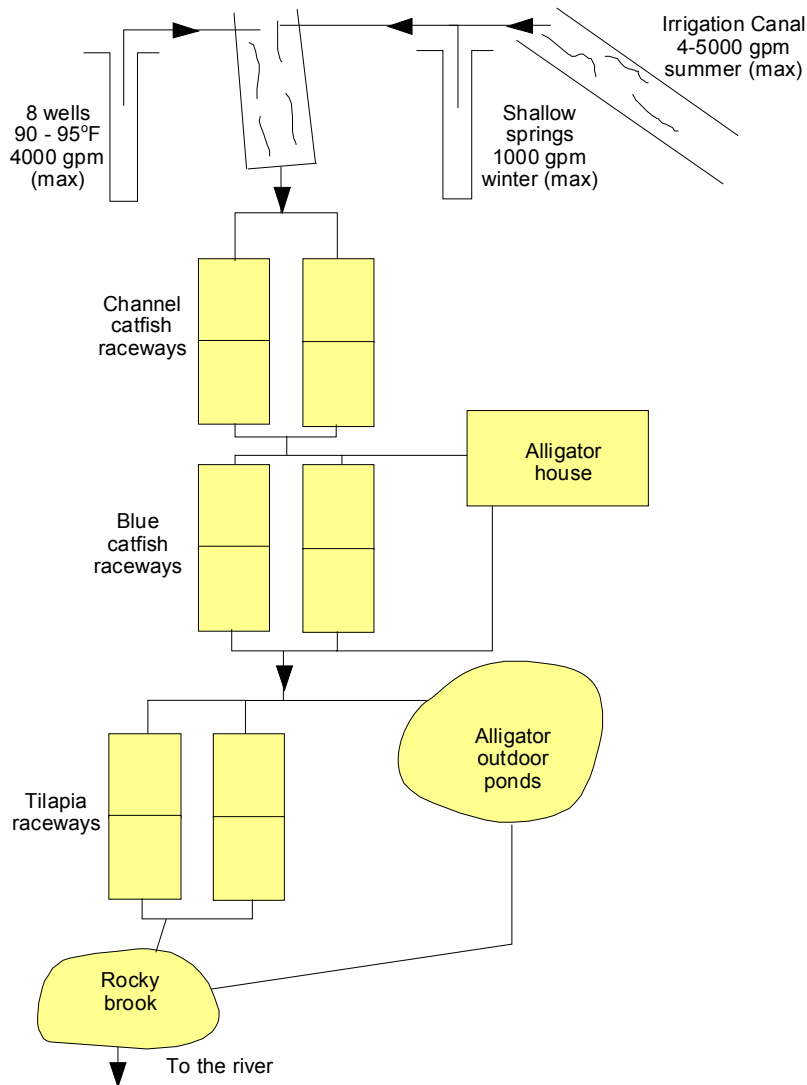 Irrigation Canal
4-5000 gpm
summer (max)
8 wells
90 - 95°F
4000 gpm
(max)
Shallow
springs
1000 gpm
winter (max)
Channel
catfish
raceways
Alligator
house
Blue
catfish
raceways
Alligator
outdoor
ponds
Tilapia
raceways
Rocky
brook
To the river